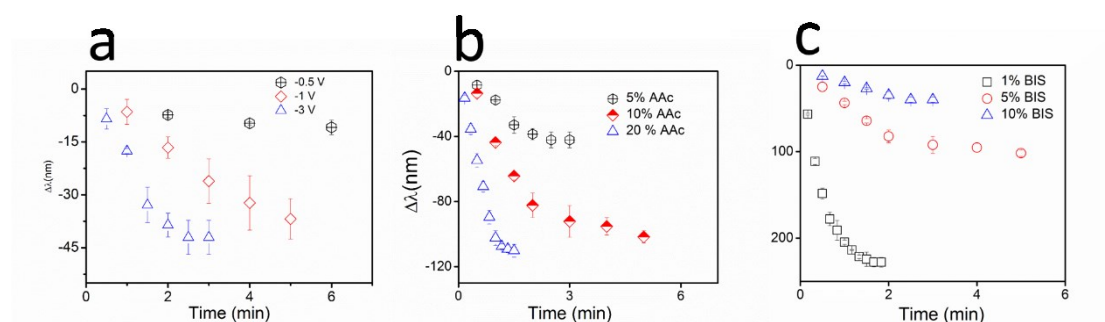 a
-0.5 V
-1 V
-3 V
0
-15
-30
-45
Δλ(nm)
0 2 4 6
Time (min)
b
5% AAc
10% AAc
20 % AAc
0
-40
-80
-120
Δλ(nm)
0 3 6
Time (min)
c
1% BIS
5% BIS
10% BIS
0
100
200
0 2 4 6
Time (min)